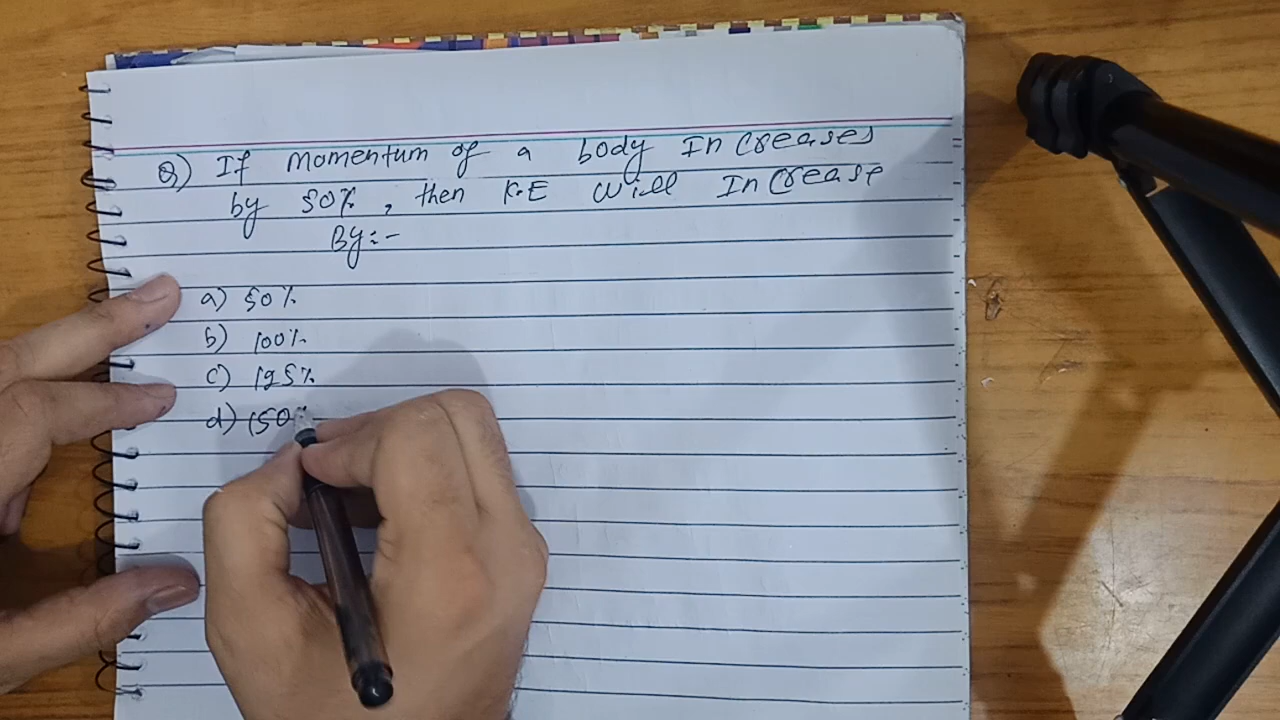 Q) If Momentum of a body Increases
by 50%, then K.E will Increase
By:-
a) 50%
b) 100%
c) 125%
d) 150%